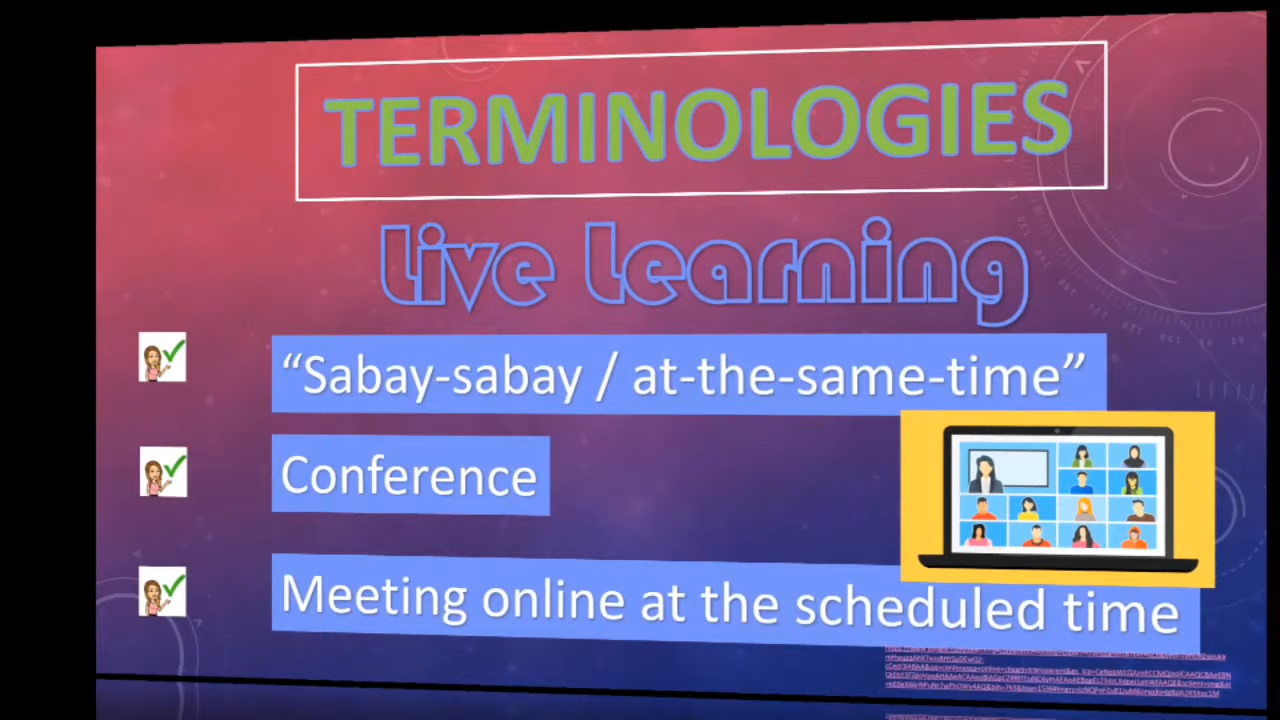 TERMINOLOGIES
Live Learning
“Sabay-sabay / at-the-same-time”
Conference
Meeting online at the scheduled time